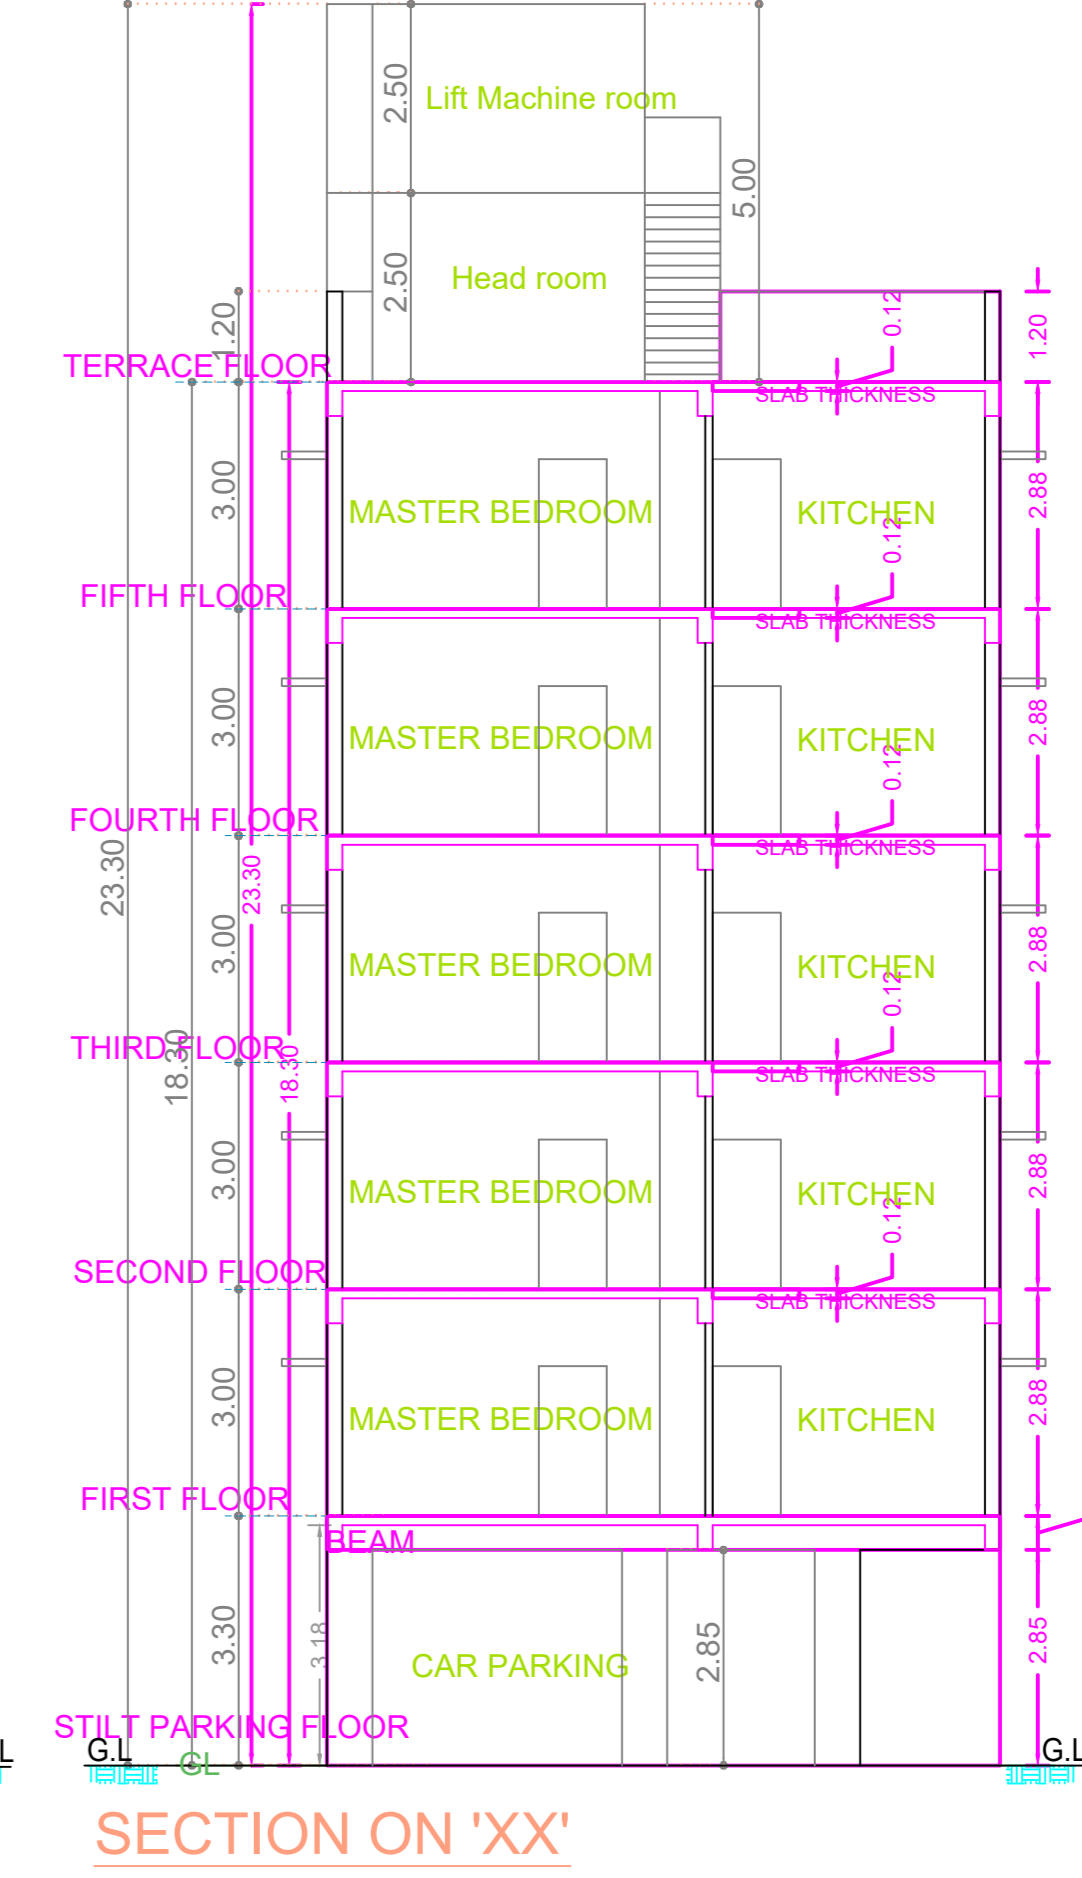 2.50
Lift Machine room
5.00
2.50
Head room
1.20
0.12
1.20
TERRACE FLOOR
SLAB THICKNESS
3.00
2.88
MASTER BEDROOM
KITCHEN
0.12
FIFTH FLOOR
SLAB THICKNESS
3.00
2.88
MASTER BEDROOM
KITCHEN
0.12
FOURTH FLOOR
SLAB THICKNESS
23.30
23.30
3.00
2.88
MASTER BEDROOM
KITCHEN
0.12
THIRD FLOOR
18.30
18.30
SLAB THICKNESS
3.00
2.88
MASTER BEDROOM
KITCHEN
0.12
SECOND FLOOR
SLAB THICKNESS
3.00
2.88
MASTER BEDROOM
KITCHEN
FIRST FLOOR
BEAM
3.30
3.18
2.85
2.85
CAR PARKING
STILT PARKING FLOOR
L
G.L
GL
G.L
SECTION ON 'XX'